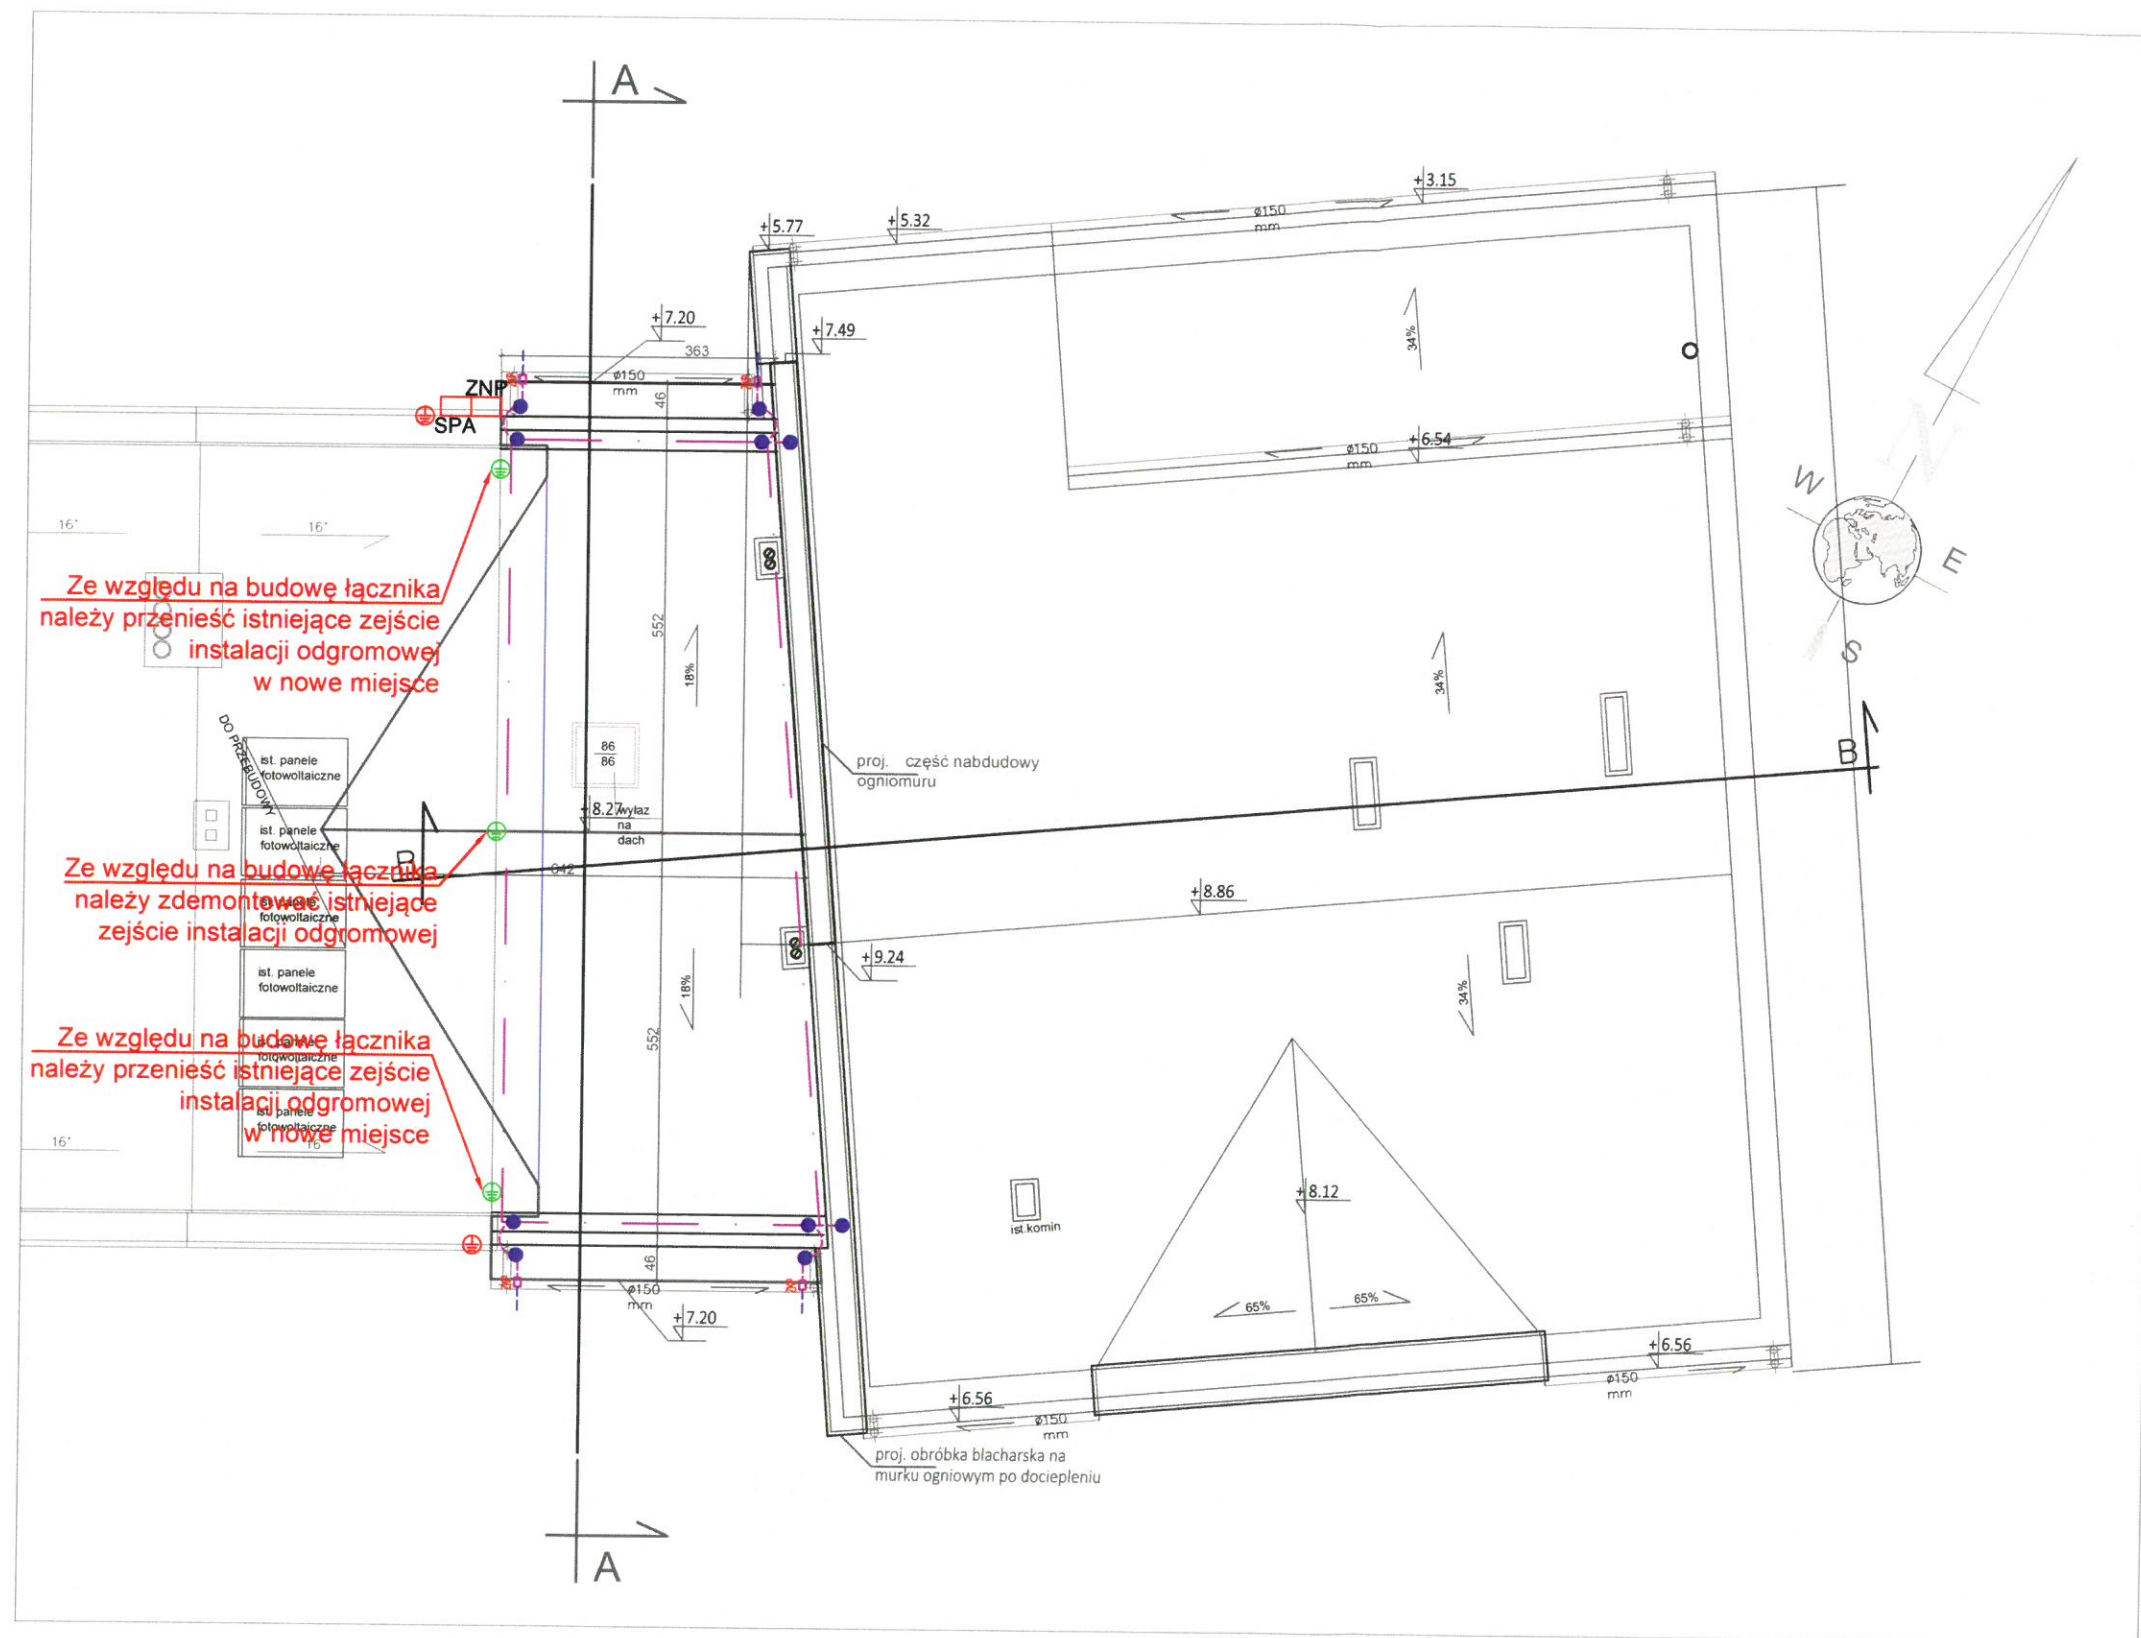 A
+3.15
+5.77
+5.32
ø150
mm
+7.20
+7.49
363
ø150
mm
ZNP
46
SPA
34%
ø150
mm
+6.54
N
W
E
S
16°
16°
Ze względu na budowę łącznika
należy przenieść istniejące zejście
instalacji odgromowej
w nowe miejsce
552
18%
34%
DO PRZEBUDOWY
86
86
ist. panele
fotowoltaiczne
proj. część nabdudowy
ogniomuru
B
+8.27
wyłaz
na
dach
ist. panele
fotowoltaiczne
B
642
Ze względu na budowę łącznika
należy zdemontować istniejące
zejście instalacji odgromowej
fotowoltaiczne
+8.86
+9.24
ist. panele
fotowoltaiczne
18%
34%
552
Ze względu na budowę łącznika
należy przenieść istniejące zejście
instalacji odgromowej
w nowe miejsce
fotowoltaiczne
ist. panele
fotowoltaiczne
16°
16°
+8.12
ist.komin
46
ø150
mm
+7.20
65%
65%
+6.56
ø150
mm
+6.56
ø150
mm
proj. obróbka blacharska na
murku ogniowym po dociepleniu
A